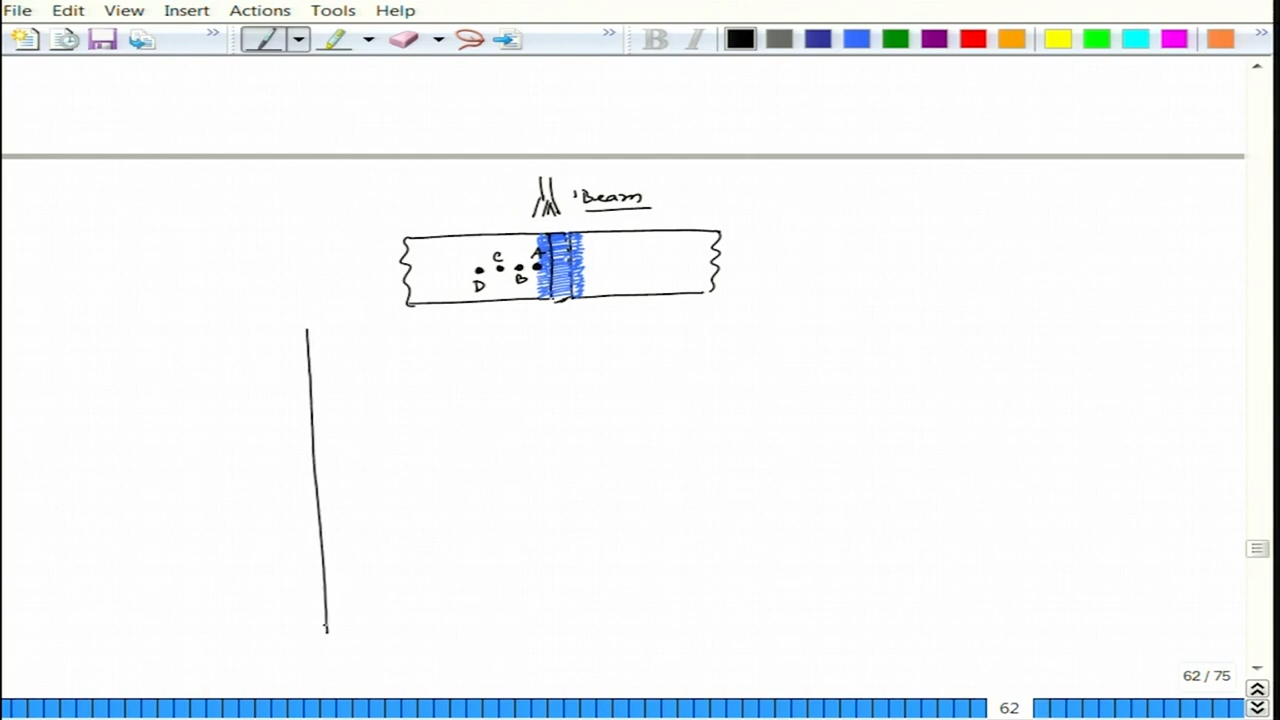 File Edit View Insert Actions Tools Help
B I
Beam
A
C
B
D
62 / 75
62